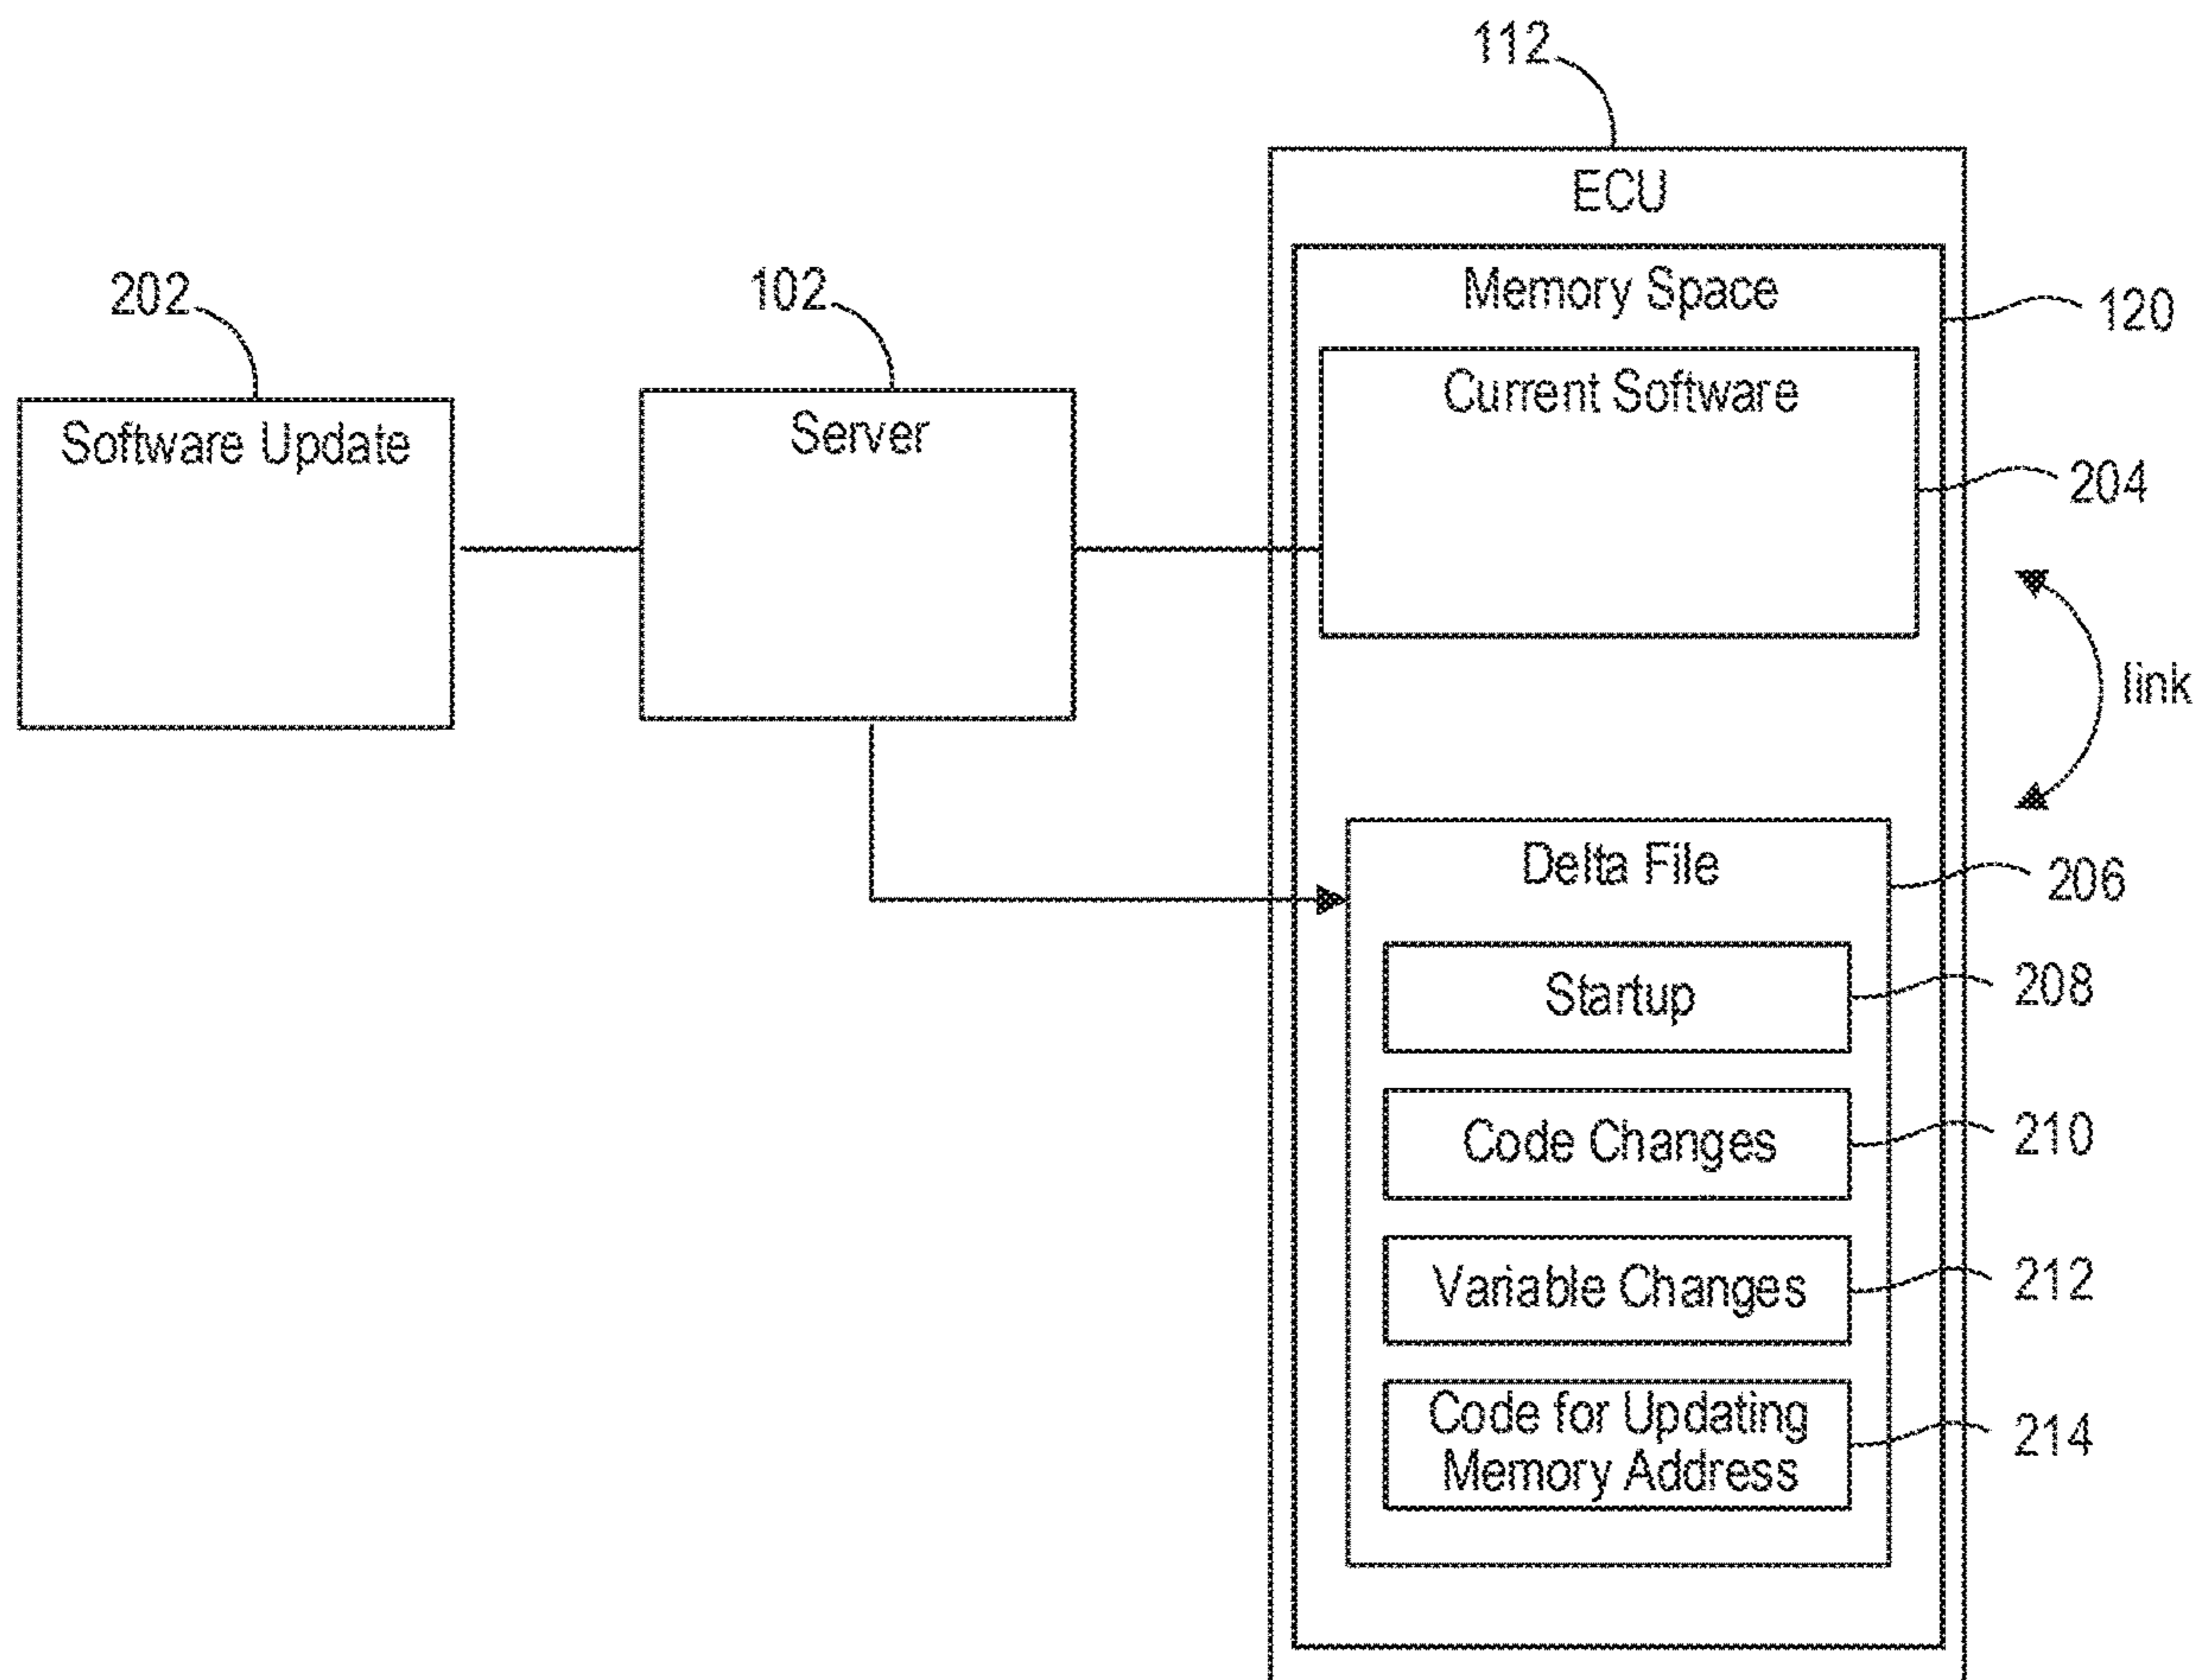 112
ECU
202
102
Memory Space
120
Software Update
Server
Current Software
204
link
Delta File
206
Startup
208
Code Changes
210
Variable Changes
212
Code for Updating
Memory Address
214